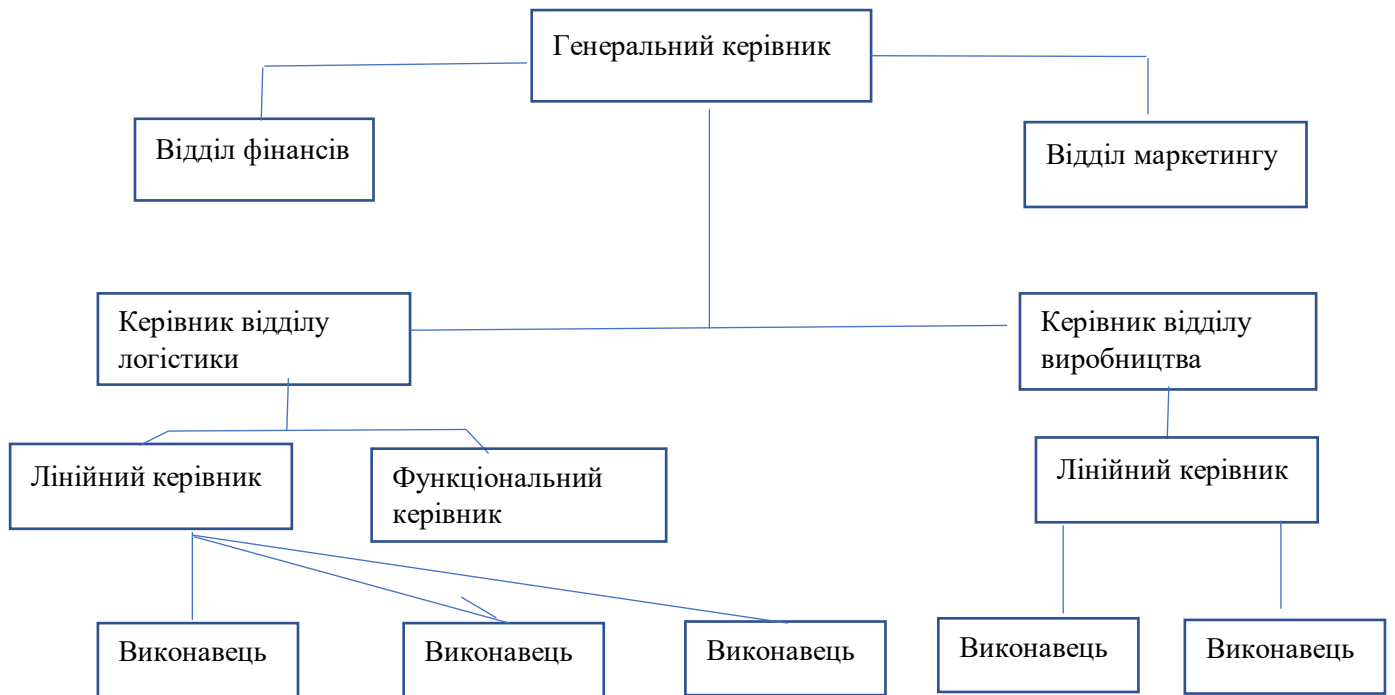 Генеральний керівник
Відділ фінансів
Відділ маркетингу
Керівник відділу
логістики
Керівник відділу
виробництва
Лінійний керівник
Функціональний
керівник
Лінійний керівник
Виконавець
Виконавець
Виконавець
Виконавець
Виконавець